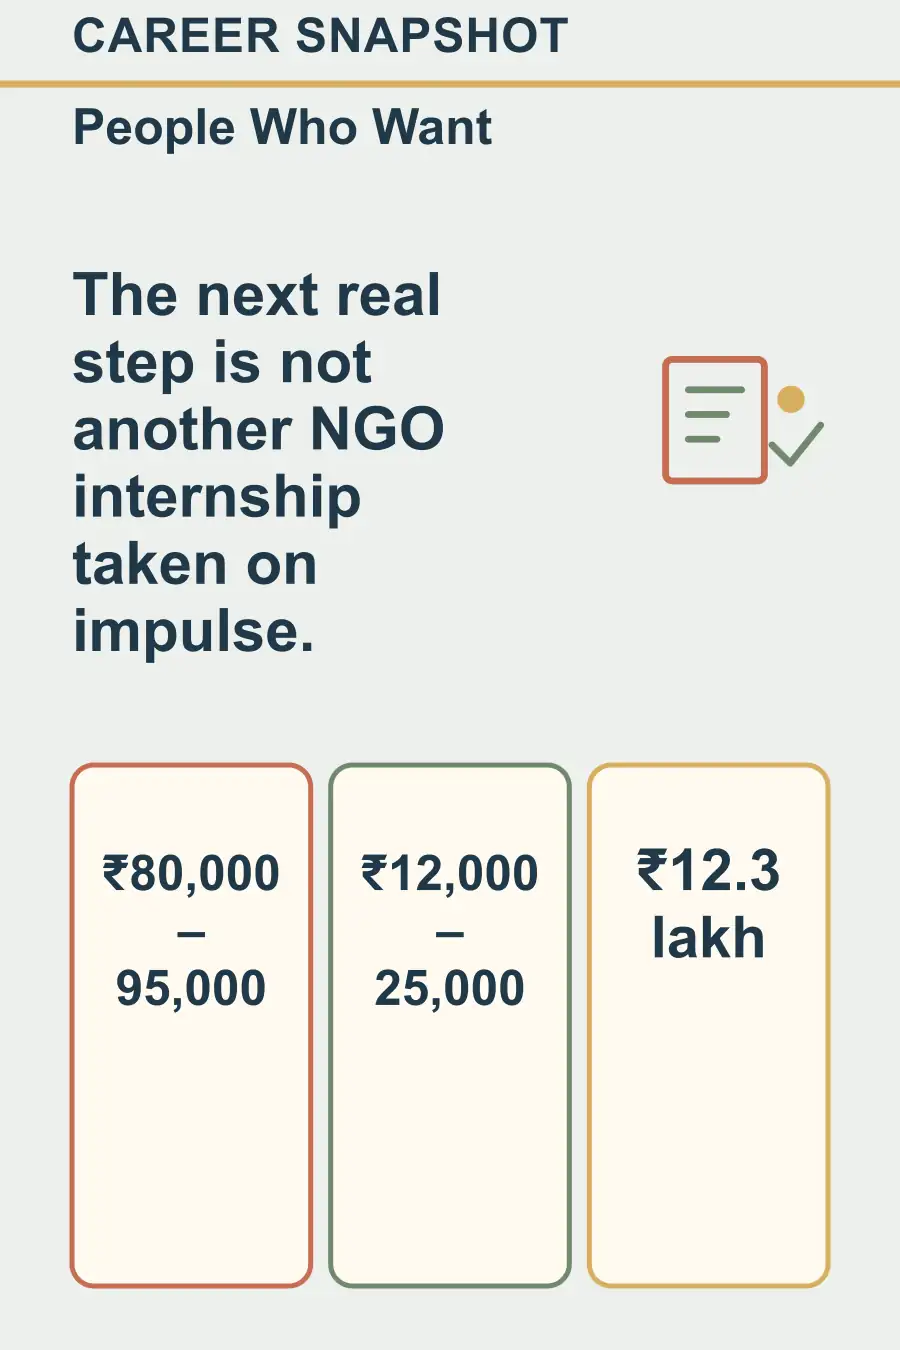 CAREER SNAPSHOT
People Who Want
The next real
step is not
another NGO
internship
taken on
impulse.
₹80,000
–
95,000
₹12,000
–
25,000
₹12.3
lakh